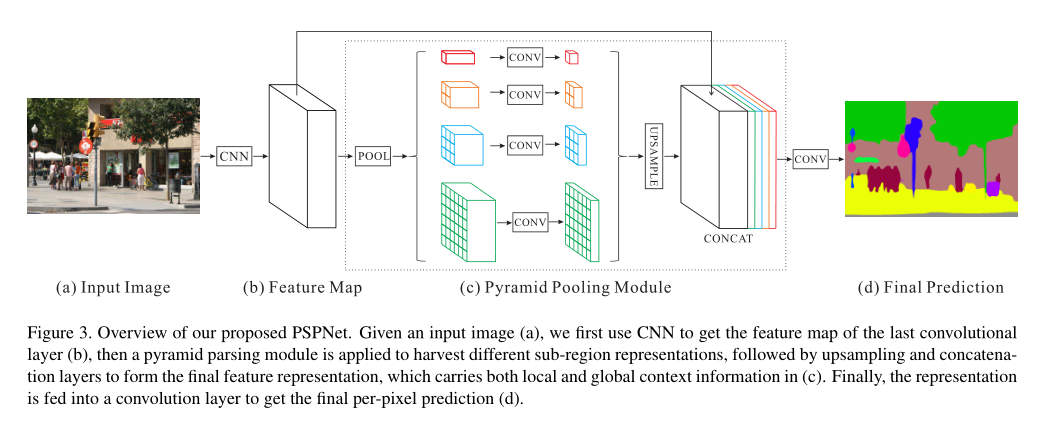 CONV
CONV
CNN
POOL
CONV
UPSAMPLE
CONV
CONV
CONCAT
(a) Input Image
(b) Feature Map
(c) Pyramid Pooling Module
(d) Final Prediction
Figure 3. Overview of our proposed PSPNet. Given an input image (a), we first use CNN to get the feature map of the last convolutional
layer (b), then a pyramid parsing module is applied to harvest different sub-region representations, followed by upsampling and concatena-
tion layers to form the final feature representation, which carries both local and global context information in (c). Finally, the representation
is fed into a convolution layer to get the final per-pixel prediction (d).